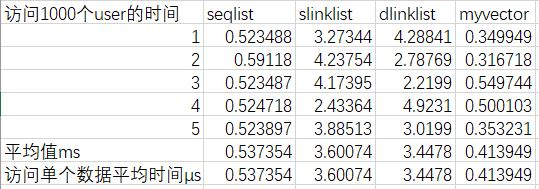 访问1000个user的时间 seqlist slinklist dlinklist myvector
1 0.523488 3.27344 4.28841 0.349949
2 0.59118 4.23754 2.78769 0.316718
3 0.523487 4.17395 2.2199 0.549744
4 0.524718 2.43364 4.9231 0.500103
5 0.523897 3.88513 3.0199 0.353231
平均值ms 0.537354 3.60074 3.4478 0.413949
访问单个数据平均时间μs 0.537354 3.60074 3.4478 0.413949